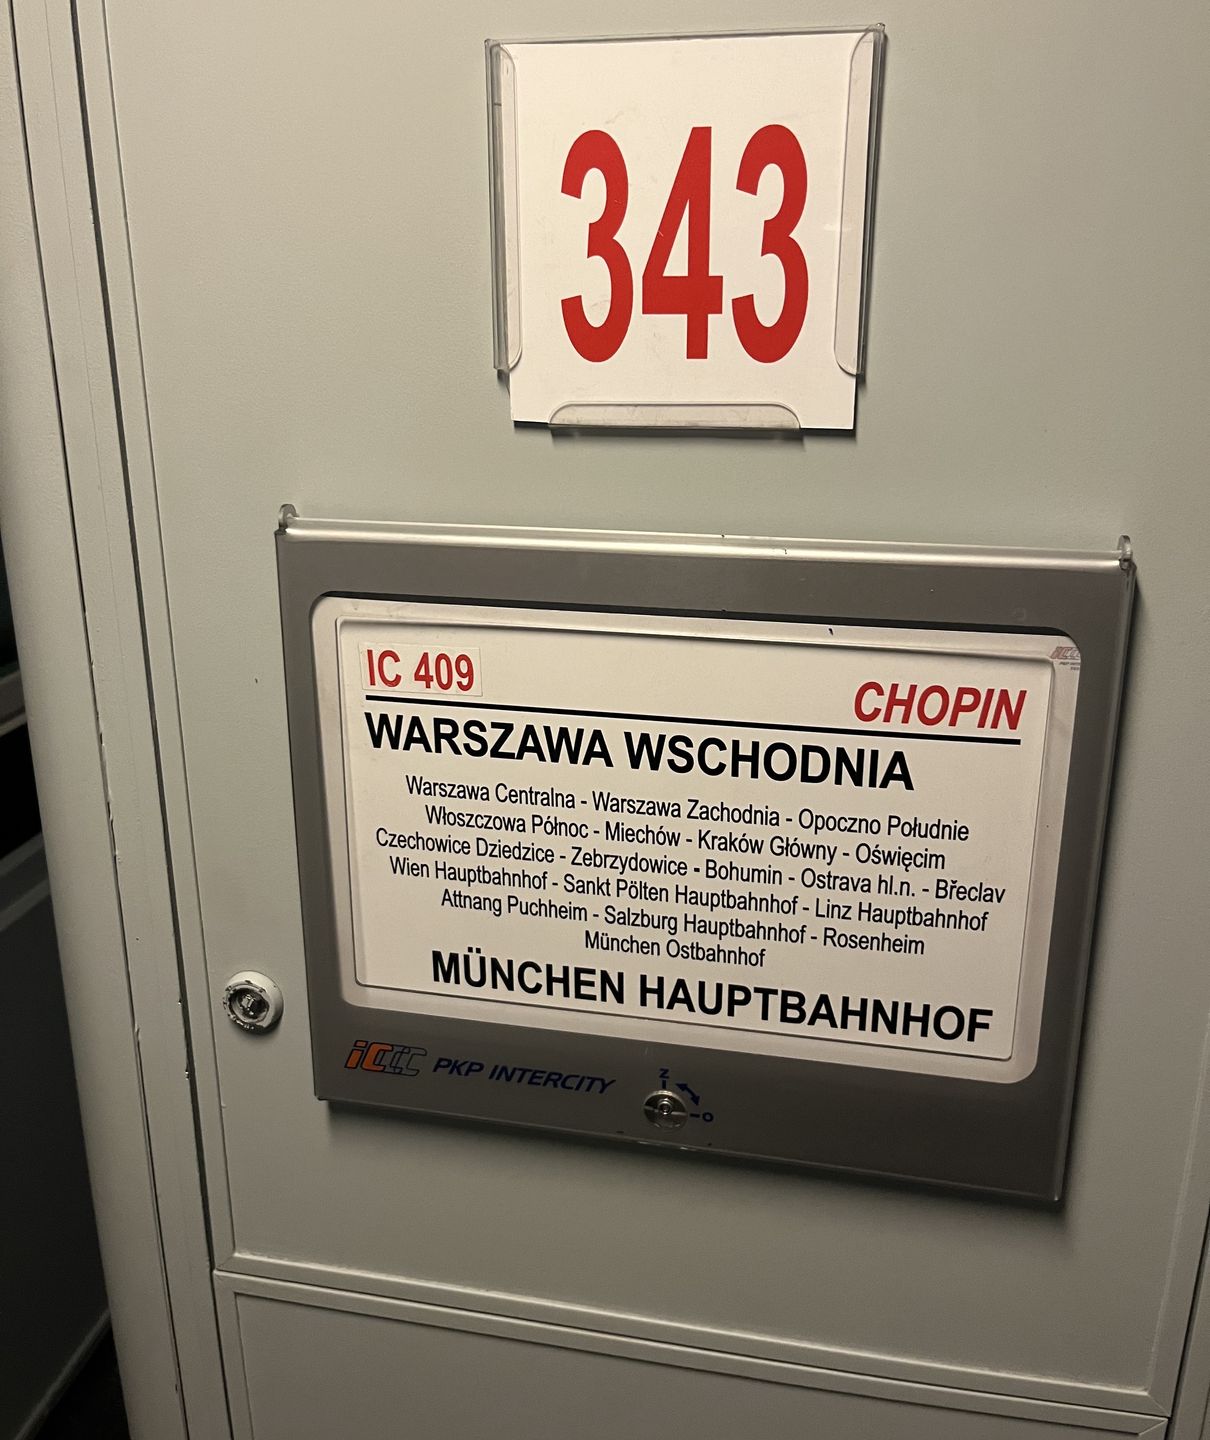 343
IC 409
CHOPIN
WARSZAWA WSCHODNIA
Warszawa Centralna - Warszawa Zachodnia - Opoczno Południe
Włoszczowa Północ - Miechów - Kraków Główny - Oświęcim
Czechowice Dziedzice - Zebrzydowice - Bohumin - Ostrava hl.n. - Břeclav
Wien Hauptbahnhof - Sankt Pölten Hauptbahnhof - Linz Hauptbahnhof
Attnang Puchheim - Salzburg Hauptbahnhof - Rosenheim
München Ostbahnhof
MÜNCHEN HAUPTBAHNHOF
iCCC PKP INTERCITY
Z
O